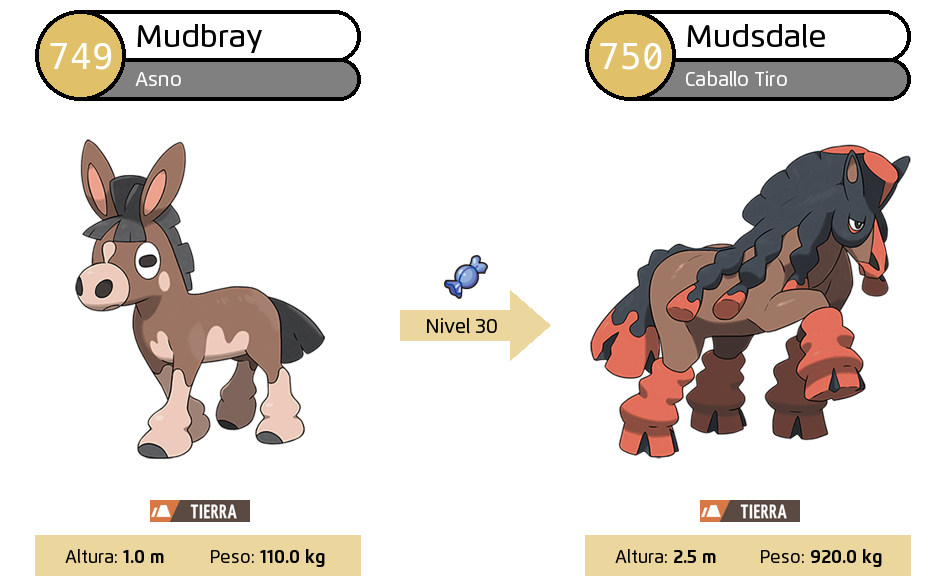 749
Mudbray
Asno
750
Mudsdale
Caballo Tiro
Nivel 30
TIERRA
TIERRA
Altura: 1.0 m Peso: 110.0 kg
Altura: 2.5 m Peso: 920.0 kg